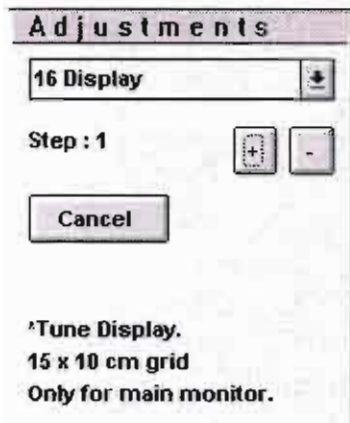 Adjustments
16 Display
Step : 1
+ -
Cancel
*Tune Display.
15 x 10 cm grid
Only for main monitor.